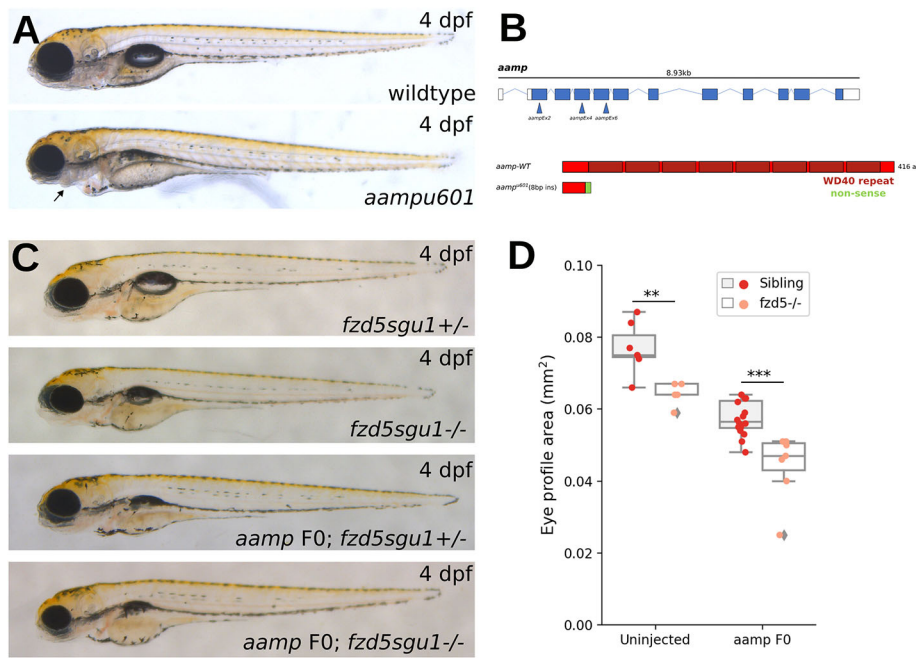 A
4 dpf
wildtype
4 dpf
aampu601
B
aamp
8.93kb
aampEx2 aampEx4 aampEx6
aamp-WT
416 a
aampu601(8bp ins)
WD40 repeat
non-sense
C
4 dpf
fzd5sgu1+/-
4 dpf
fzd5sgu1-/-
4 dpf
aamp F0; fzd5sgu1+/-
4 dpf
aamp F0; fzd5sgu1-/-
D
Eye profile area (mm²)
0.10
0.08
0.06
0.04
0.02
0.00
**
***
Sibling
fzd5-/-
Uninjected
aamp F0